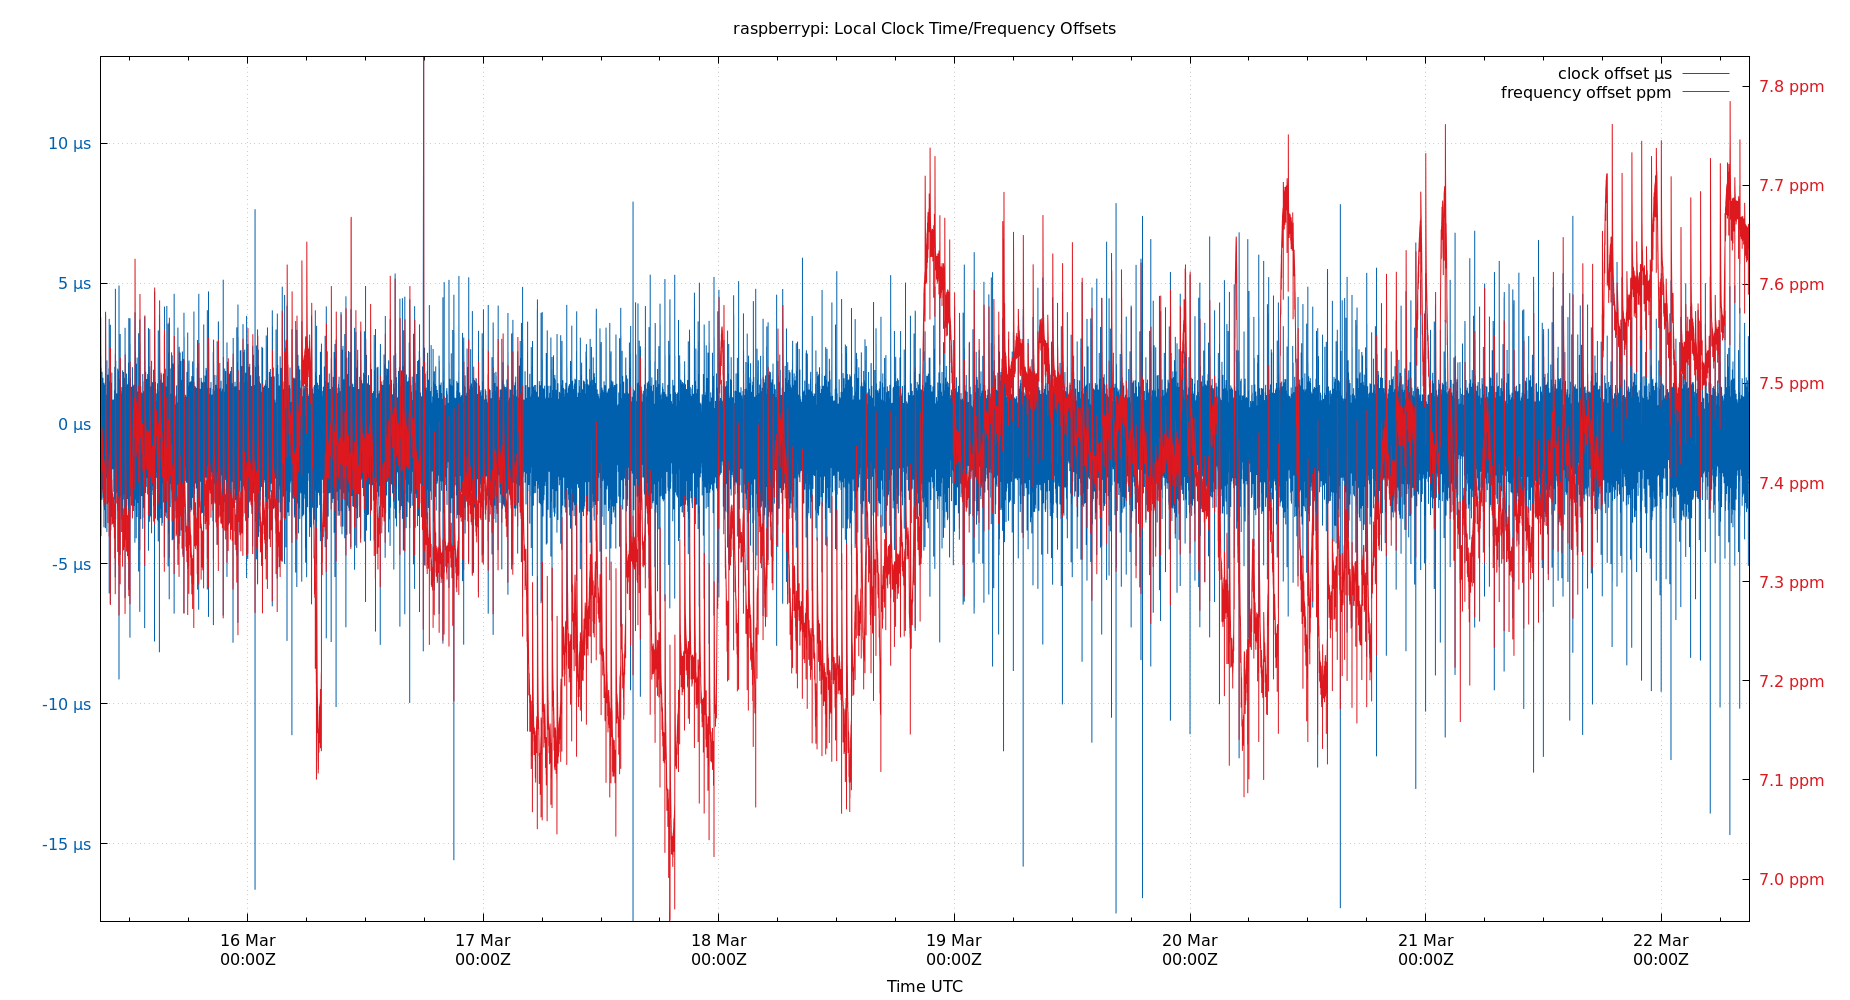 raspberrypi: Local Clock Time/Frequency Offsets
clock offset µs
frequency offset ppm
10 µs
5 µs
0 µs
-5 µs
-10 µs
-15 µs
7.8 ppm
7.7 ppm
7.6 ppm
7.5 ppm
7.4 ppm
7.3 ppm
7.2 ppm
7.1 ppm
7.0 ppm
16 Mar
00:00Z
17 Mar
00:00Z
18 Mar
00:00Z
19 Mar
00:00Z
20 Mar
00:00Z
21 Mar
00:00Z
22 Mar
00:00Z
Time UTC